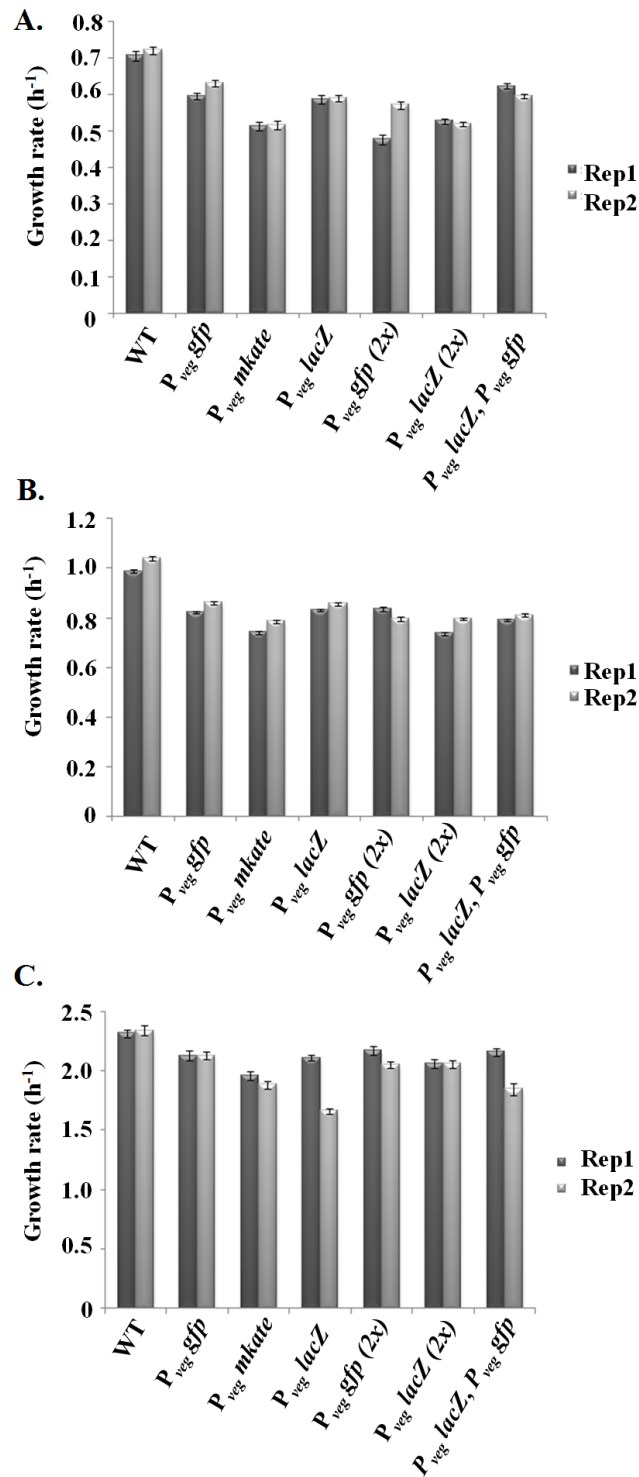 A.
Growth rate (h-1)
0.8
0.7
0.6
0.5
0.4
0.3
0.2
0.1
0
WT
Pveg gfp
Pveg mkate
Pveg lacZ
Pveg gfp (2x)
Pveg lacZ (2x)
Pveg lacZ, Pveg gfp
Rep1
Rep2
B.
Growth rate (h-1)
1.2
1.0
0.8
0.6
0.4
0.2
0
WT
Pveg gfp
Pveg mkate
Pveg lacZ
Pveg gfp (2x)
Pveg lacZ (2x)
Pveg lacZ, Pveg gfp
Rep1
Rep2
C.
Growth rate (h-1)
2.5
2.0
1.5
1.0
0.5
0
WT
Pveg gfp
Pveg mkate
Pveg lacZ
Pveg gfp (2x)
Pveg lacZ (2x)
Pveg lacZ, Pveg gfp
Rep1
Rep2